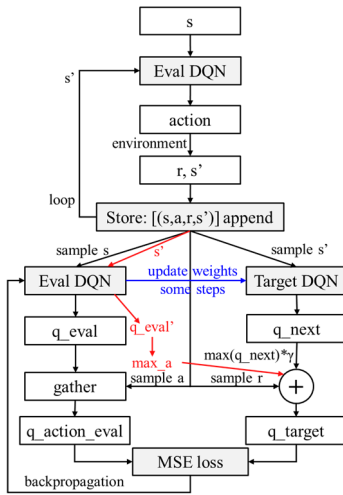 s
s'
Eval DQN
action
environment
r, s'
loop
Store: [(s,a,r,s')] append
sample s
s'
sample s'
Eval DQN
update weights
some steps
Target DQN
q_eval
q_eval'
q_next
max_a
max(q_next)*γ
gather
sample a
sample r
+
q_action_eval
q_target
MSE loss
backpropagation